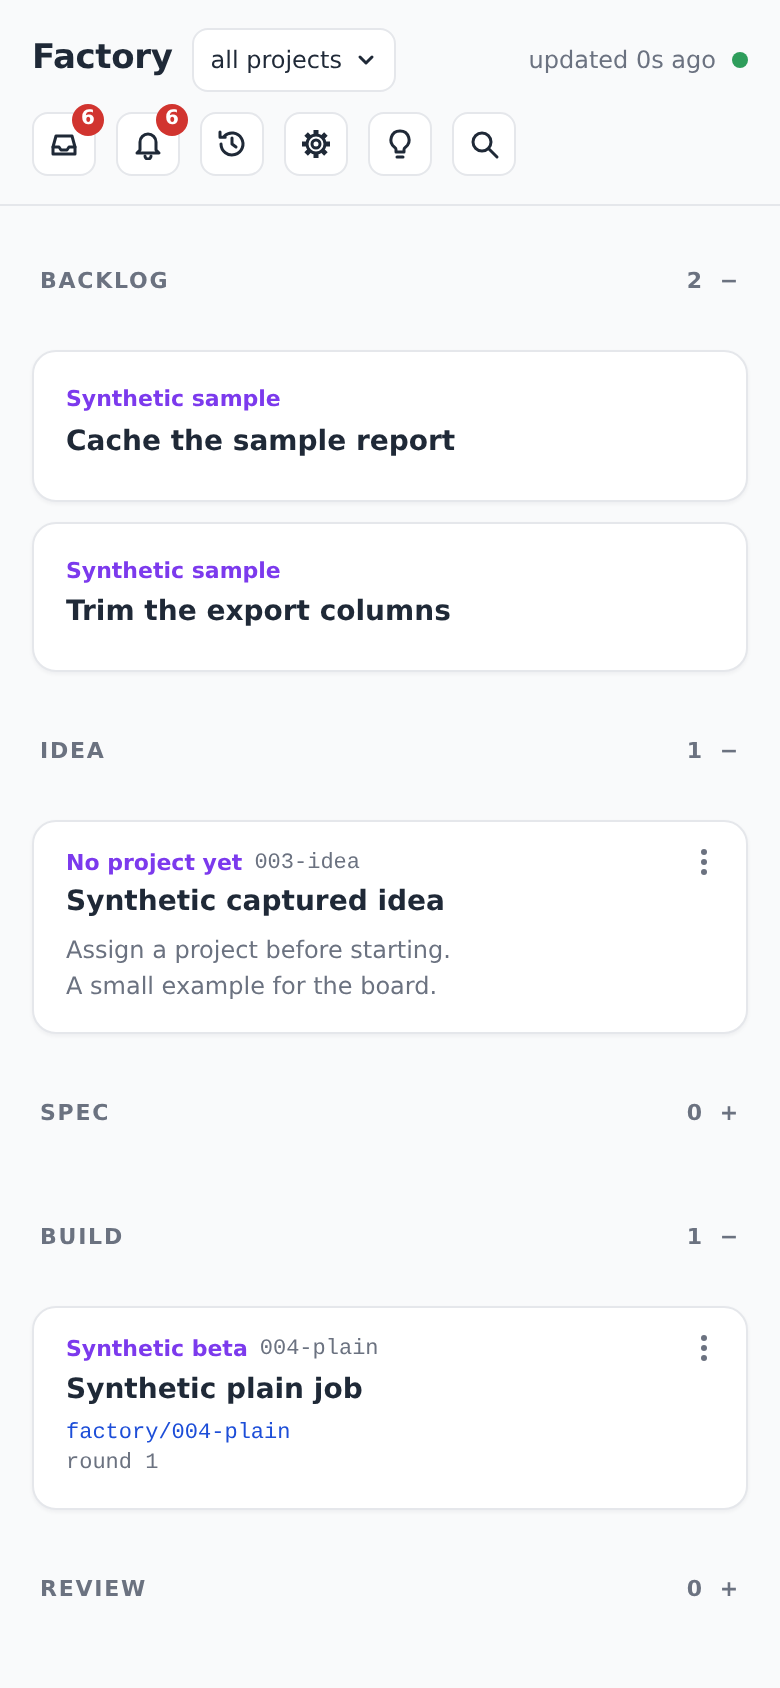 Factory all projects updated 0s ago
6 6
BACKLOG 2 −
Synthetic sample
Cache the sample report
Synthetic sample
Trim the export columns
IDEA 1 −
No project yet 003-idea
Synthetic captured idea
Assign a project before starting.
A small example for the board.
SPEC 0 +
BUILD 1 −
Synthetic beta 004-plain
Synthetic plain job
factory/004-plain
round 1
REVIEW 0 +